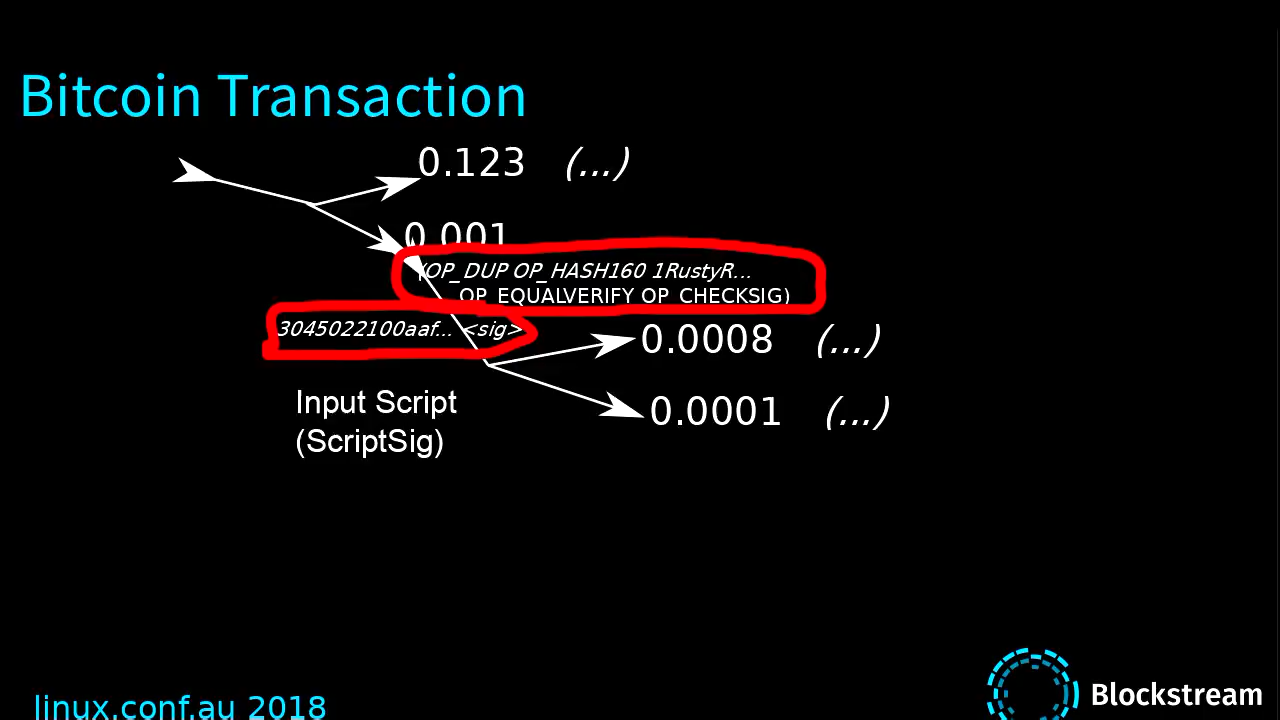 Bitcoin Transaction
0.123 (...)
0.001
(OP_DUP OP_HASH160 1RustyR...
OP_EQUALVERIFY OP_CHECKSIG)
3045022100aaf... <sig>
0.0008 (...)
Input Script
(ScriptSig)
0.0001 (...)
linux.conf.au 2018
Blockstream